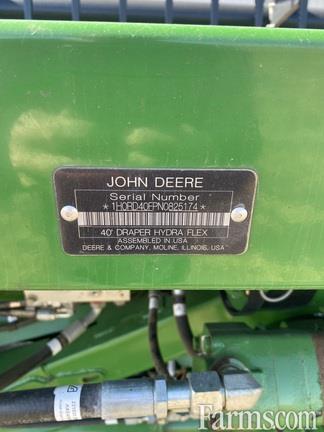 JOHN DEERE
Serial Number
*1H0RD40FPN0825174*
40' DRAPER HYDRA FLEX
ASSEMBLED IN USA
DEERE & COMPANY, MOLINE, ILLINOIS, USA
Farms.com